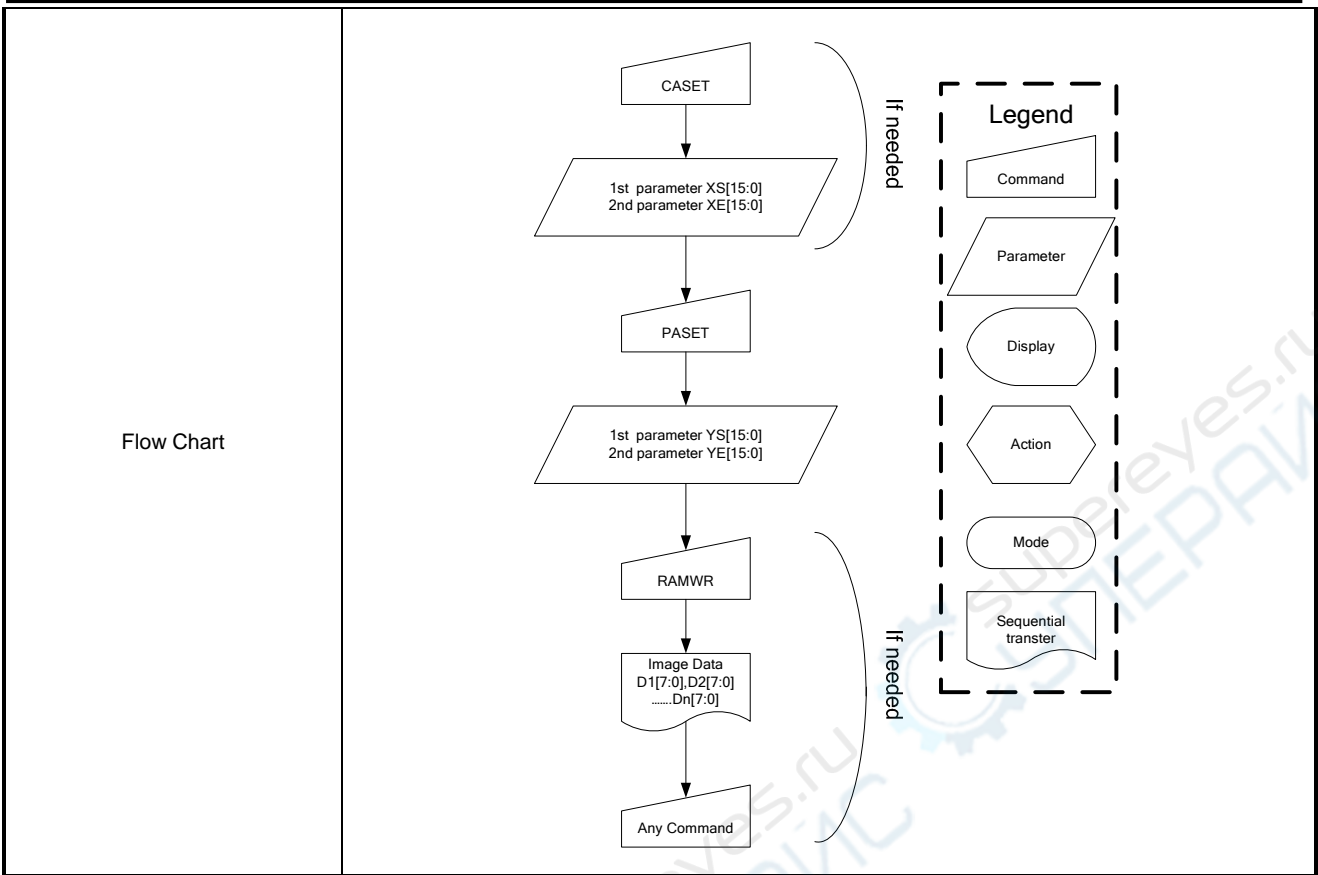 Flow Chart
CASET
1st parameter XS[15:0]
2nd parameter XE[15:0]
If needed
PASET
1st parameter YS[15:0]
2nd parameter YE[15:0]
RAMWR
Image Data
D1[7:0],D2[7:0]
.......Dn[7:0]
Any Command
If needed
Legend
Command
Parameter
Display
Action
Mode
Sequential
transter
supereyes.ru